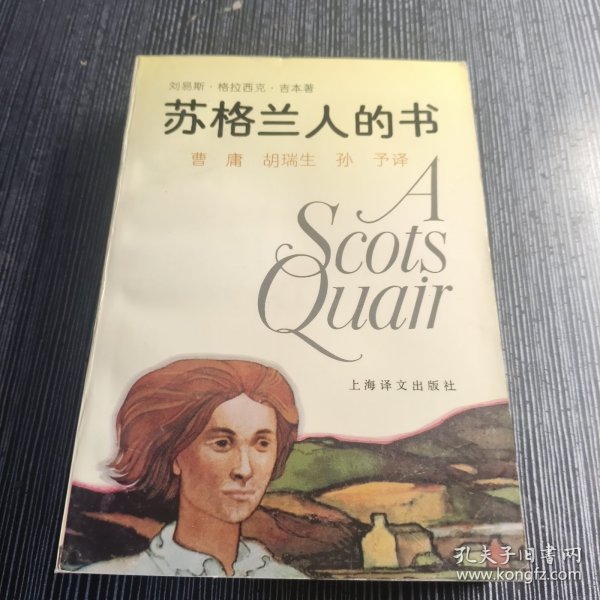 刘易斯·格拉西克·吉本著
苏格兰人的书
曹 庸 胡瑞生 孙 予译
A
Scots
Quair
上海译文出版社
孔夫子旧书网
www.kongfz.com